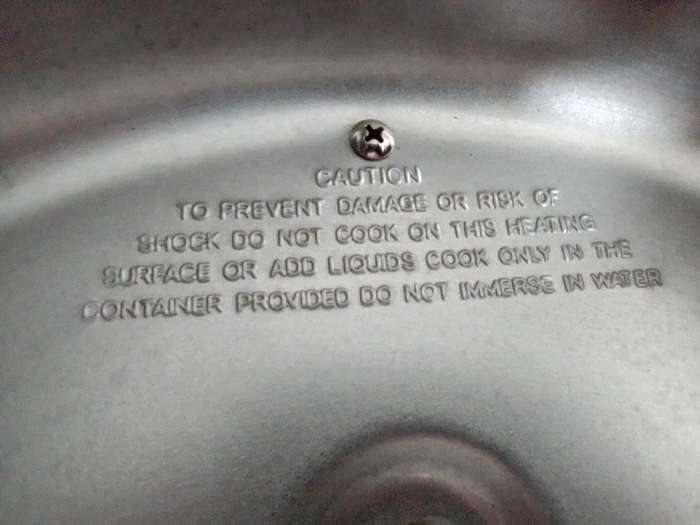 CAUTION
TO PREVENT DAMAGE OR RISK OF
SHOCK DO NOT COOK ON THIS HEATING
SURFACE OR ADD LIQUIDS COOK ONLY IN THE
CONTAINER PROVIDED DO NOT IMMERSE IN WATER